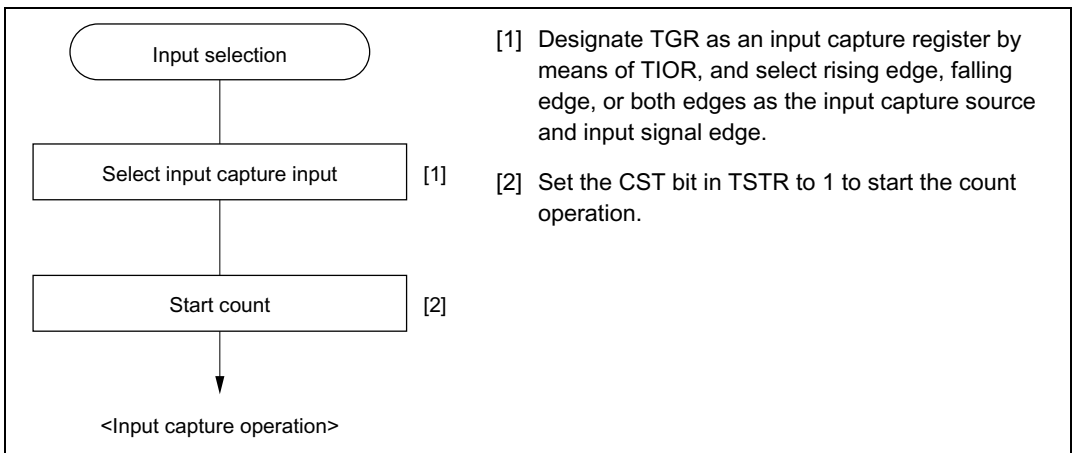 Input selection
Select input capture input
[1]
Start count
[2]
<Input capture operation>
[1] Designate TGR as an input capture register by
means of TIOR, and select rising edge, falling
edge, or both edges as the input capture source
and input signal edge.
[2] Set the CST bit in TSTR to 1 to start the count
operation.